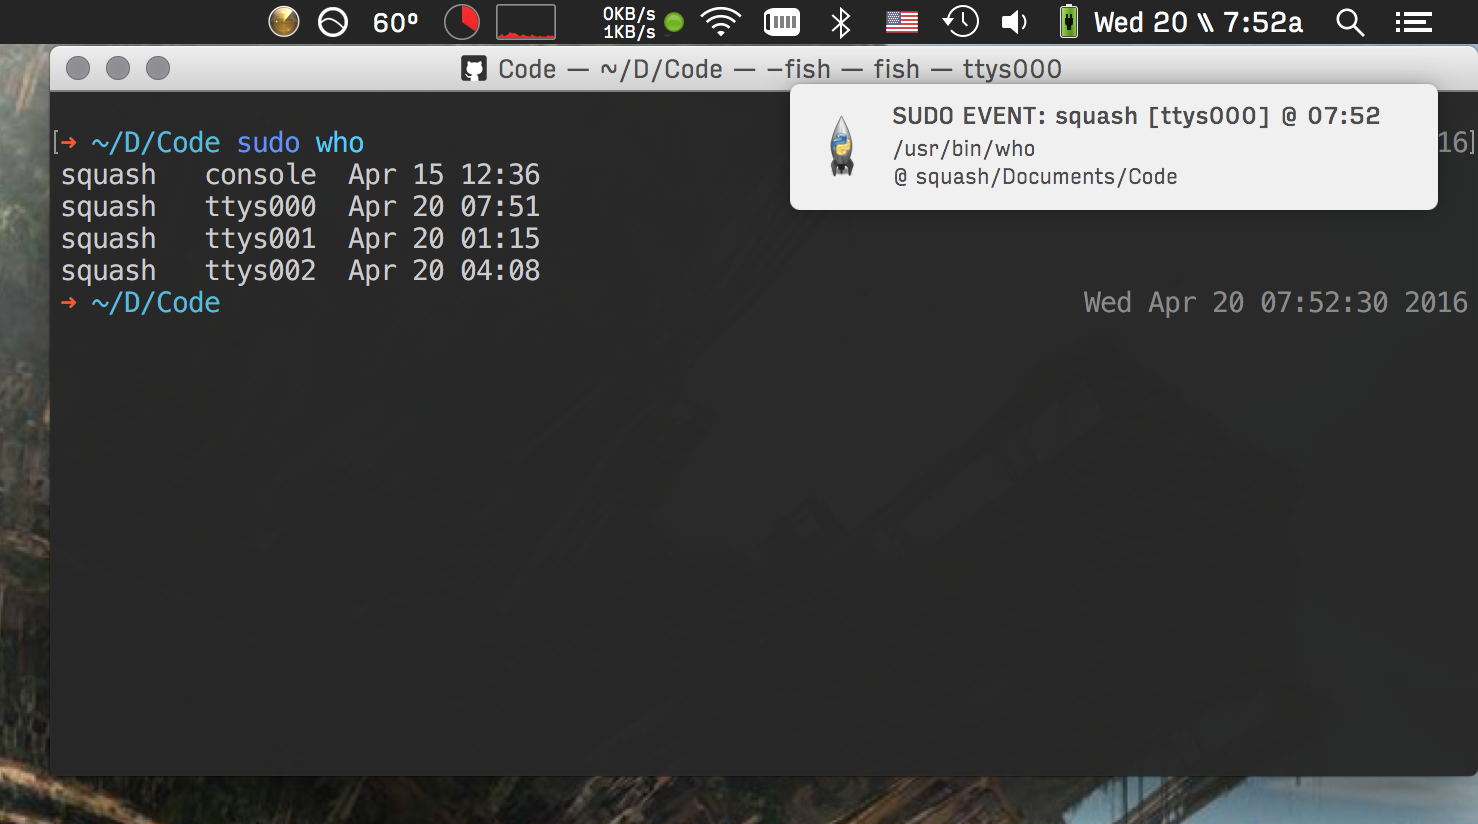 60° 0KB/s Wed 20 \\ 7:52a
1KB/s
Code — ~/D/Code — -fish — fish — ttys000
SUDO EVENT: squash [ttys000] @ 07:52
/usr/bin/who
@ squash/Documents/Code
[➜ ~/D/Code sudo who 16]
squash console Apr 15 12:36
squash ttys000 Apr 20 07:51
squash ttys001 Apr 20 01:15
squash ttys002 Apr 20 04:08
➜ ~/D/Code Wed Apr 20 07:52:30 2016